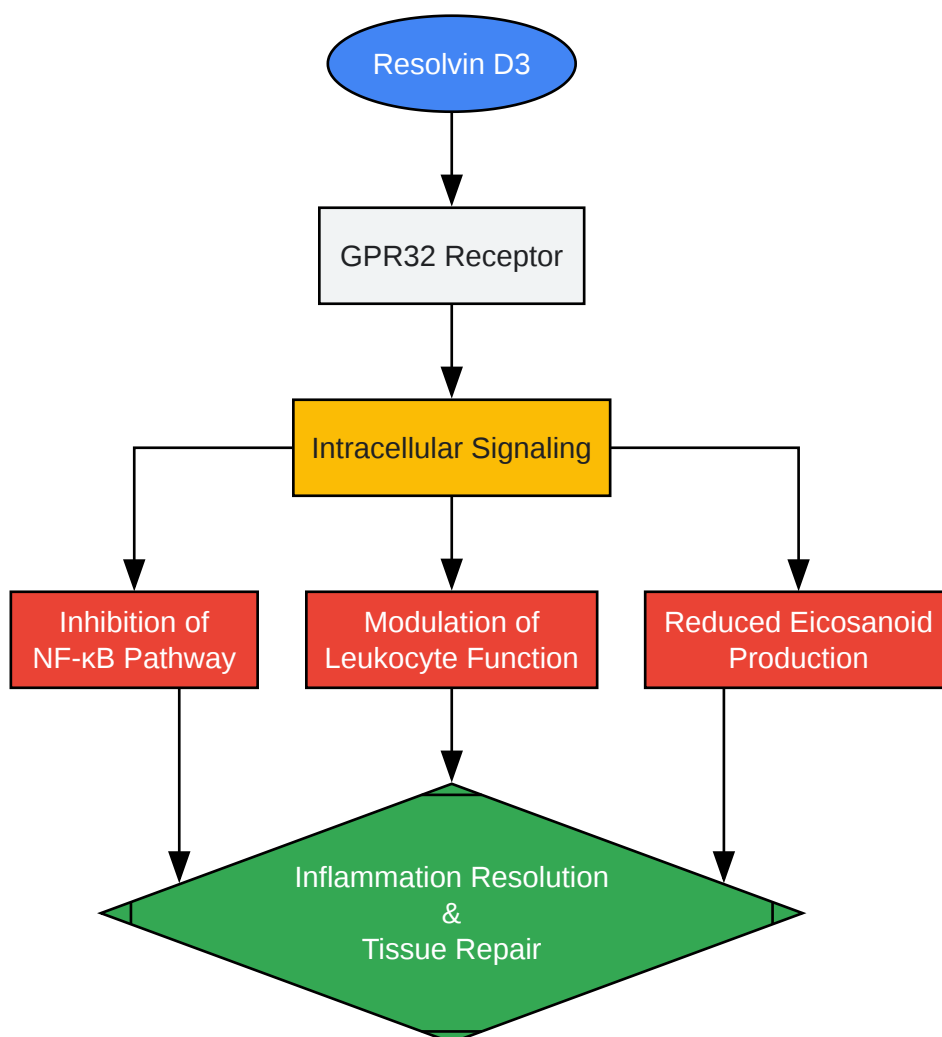 Resolvin D3
GPR32 Receptor
Intracellular Signaling
Inhibition of
NF-κB Pathway
Modulation of
Leukocyte Function
Reduced Eicosanoid
Production
Inflammation Resolution
&
Tissue Repair